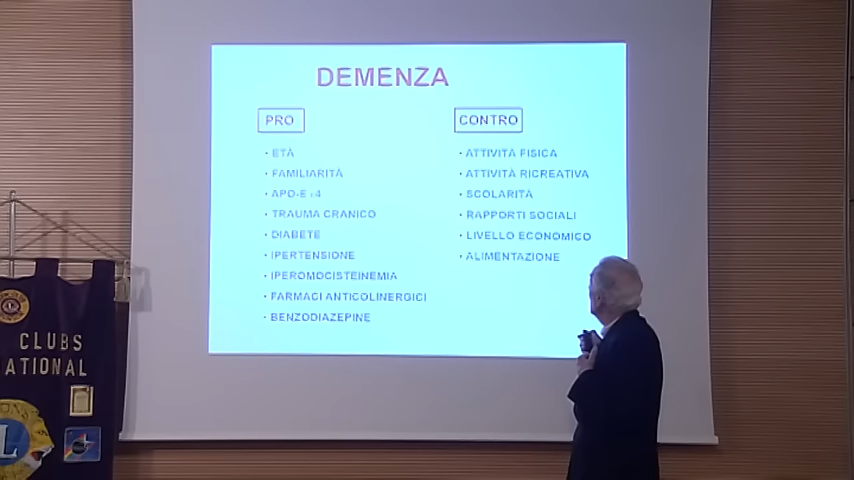 DEMENZA
PRO
• ETÀ
• FAMILIARITÀ
• APO-E ε4
• TRAUMA CRANICO
• DIABETE
• IPERTENSIONE
• IPEROMOCISTEINEMIA
• FARMACI ANTICOLINERGICI
• BENZODIAZEPINE
CONTRO
• ATTIVITÀ FISICA
• ATTIVITÀ RICREATIVA
• SCOLARITÀ
• RAPPORTI SOCIALI
• LIVELLO ECONOMICO
• ALIMENTAZIONE
CLUBS
ATIONAL
L